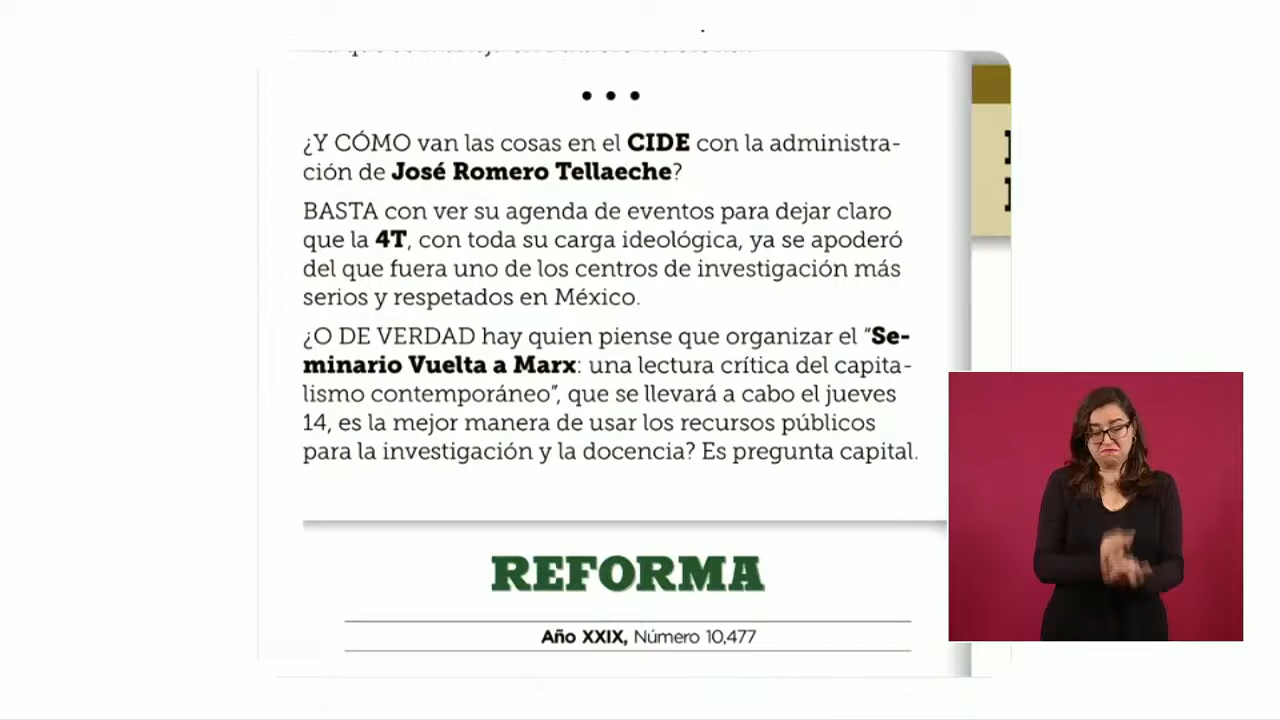 • • •
¿Y CÓMO van las cosas en el CIDE con la administra-
ción de José Romero Tellaeche?
BASTA con ver su agenda de eventos para dejar claro
que la 4T, con toda su carga ideológica, ya se apoderó
del que fuera uno de los centros de investigación más
serios y respetados en México.
¿O DE VERDAD hay quien piense que organizar el “Se-
minario Vuelta a Marx: una lectura crítica del capita-
lismo contemporáneo”, que se llevará a cabo el jueves
14, es la mejor manera de usar los recursos públicos
para la investigación y la docencia? Es pregunta capital.
REFORMA
Año XXIX, Número 10,477